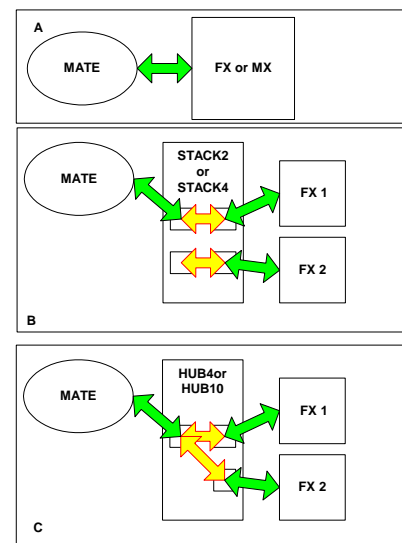 A
MATE
FX or MX
STACK2
or
STACK4
MATE
FX 1
FX 2
B
HUB4or
HUB10
MATE
FX 1
FX 2
C